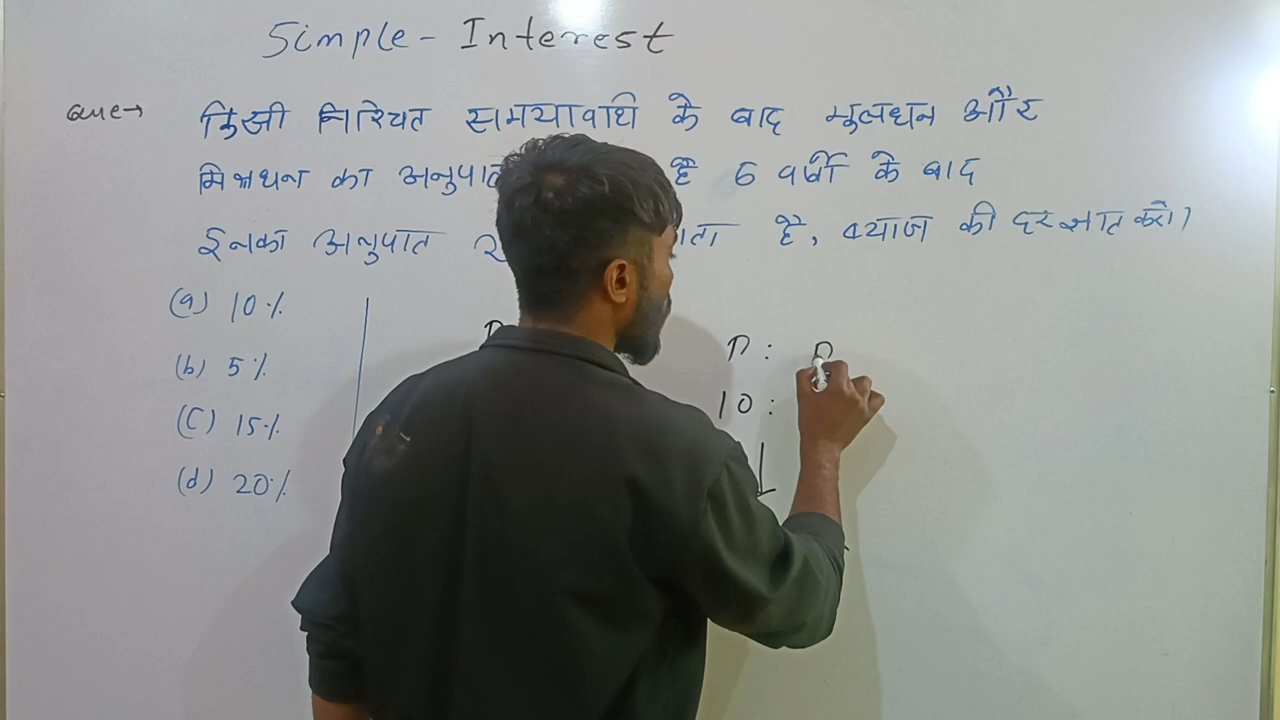 Simple - Interest
Que→ किसी निश्चित समयावधि के बाद मूलधन और
मिश्रधन का अनुपात है 6 वर्षो के बाद
इनका अनुपात 2 है, ब्याज की दर ज्ञात करो।
(a) 10%
(b) 5%
(c) 15%
(d) 20%
P :
10 :